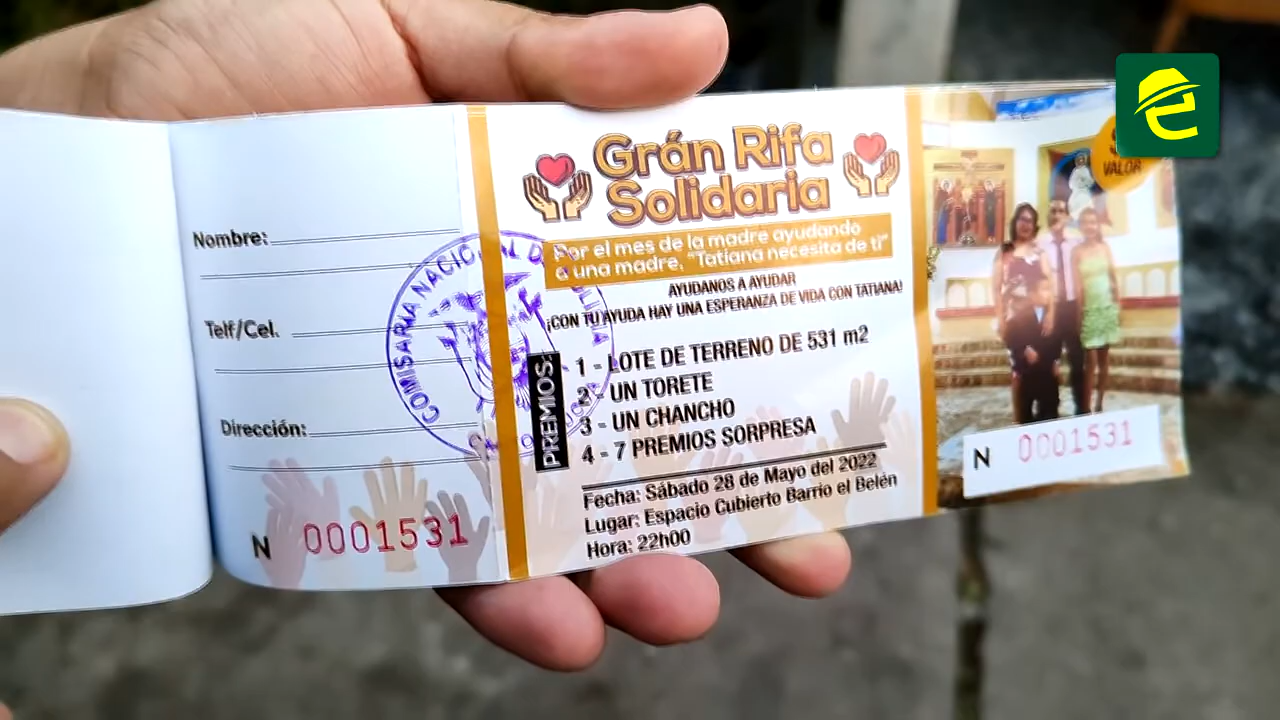 Nombre:
Telf/Cel.
Dirección:
N 0001531
COMISARIA NACIONAL DE
Grán Rifa
Solidaria
Por el mes de la madre ayudando
a una madre. "Tatiana necesita de ti"
AYUDANOS A AYUDAR
¡CON TU AYUDA HAY UNA ESPERANZA DE VIDA CON TATIANA!
PREMIOS:
1 - LOTE DE TERRENO DE 531 m2
2 - UN TORETE
3 - UN CHANCHO
4 - 7 PREMIOS SORPRESA
Fecha: Sábado 28 de Mayo del 2022
Lugar: Espacio Cubierto Barrio el Belén
Hora: 22h00
VALOR
N 0001531